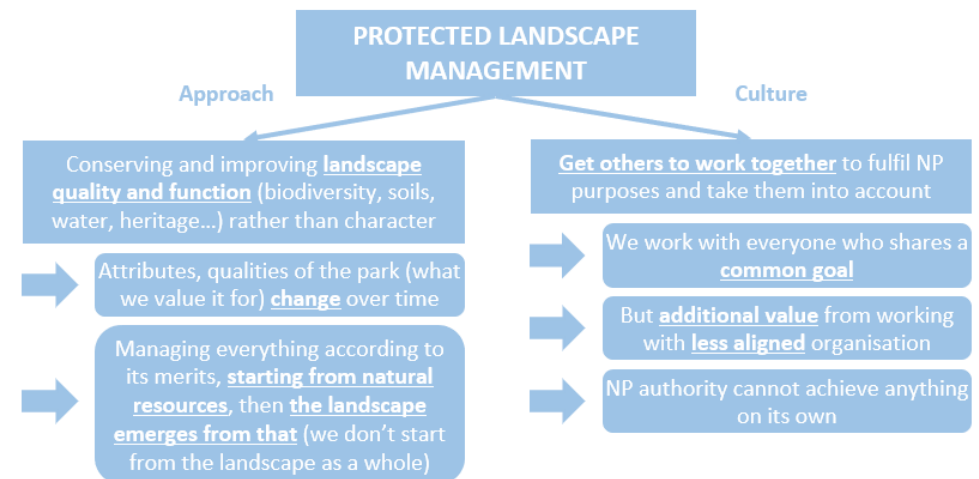 PROTECTED LANDSCAPE
MANAGEMENT
Approach
Culture
Conserving and improving landscape
quality and function (biodiversity, soils,
water, heritage…) rather than character
Attributes, qualities of the park (what
we value it for) change over time
Managing everything according to
its merits, starting from natural
resources, then the landscape
emerges from that (we don’t start
from the landscape as a whole)
Get others to work together to fulfil NP
purposes and take them into account
We work with everyone who shares a
common goal
But additional value from working
with less aligned organisation
NP authority cannot achieve anything
on its own